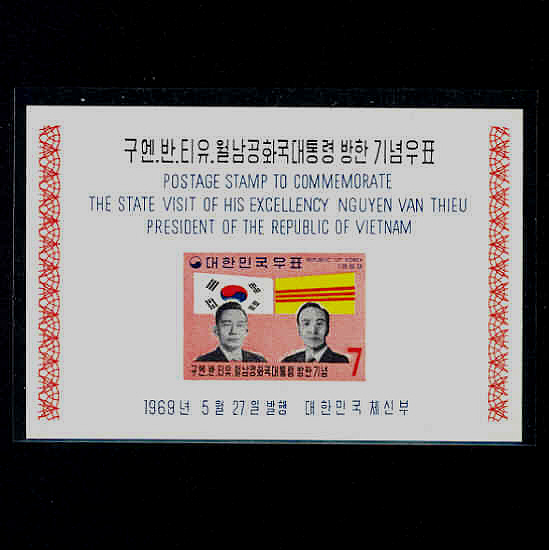 구엔.반.티유.월남공화국대통령 방한 기념우표
POSTAGE STAMP TO COMMEMORATE
THE STATE VISIT OF HIS EXCELLENCY NGUYEN VAN THIEU
PRESIDENT OF THE REPUBLIC OF VIETNAM
대한민국우표
REPUBLIC OF KOREA
1969
구엔.반.티유.월남공화국대통령 방한기념
7
1969년 5월 27일 발행 대한민국 체신부